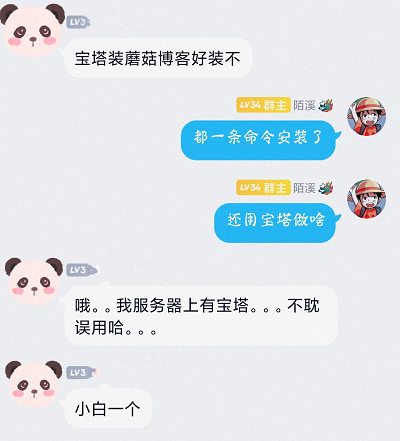 LV3
宝塔装蘑菇博客好装不
LV34 群主 陌溪
都一条命令安装了
LV34 群主 陌溪
还用宝塔做啥
LV3
哦。。我服务器上有宝塔。。。不耽
误用哈。。。
LV3
小白一个